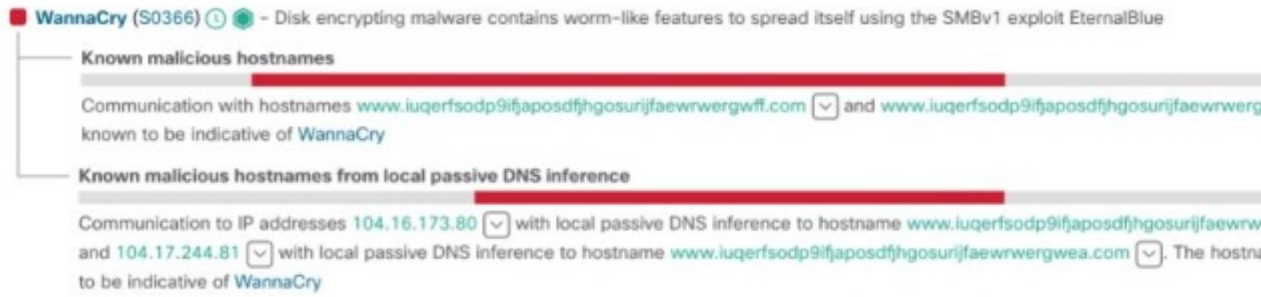 WannaCry (S0366) - Disk encrypting malware contains worm-like features to spread itself using the SMBv1 exploit EternalBlue
Known malicious hostnames
Communication with hostnames www.iuqerfsodp9ifjaposdfjhgosurijfaewrwergwff.com and www.iuqerfsodp9ifjaposdfjhgosurijfaewrwerg
known to be indicative of WannaCry
Known malicious hostnames from local passive DNS inference
Communication to IP addresses 104.16.173.80 with local passive DNS inference to hostname www.iuqerfsodp9ifjaposdfjhgosurijfaewrw
and 104.17.244.81 with local passive DNS inference to hostname www.iuqerfsodp9ifjaposdfjhgosurijfaewrwergwea.com . The hostna
to be indicative of WannaCry